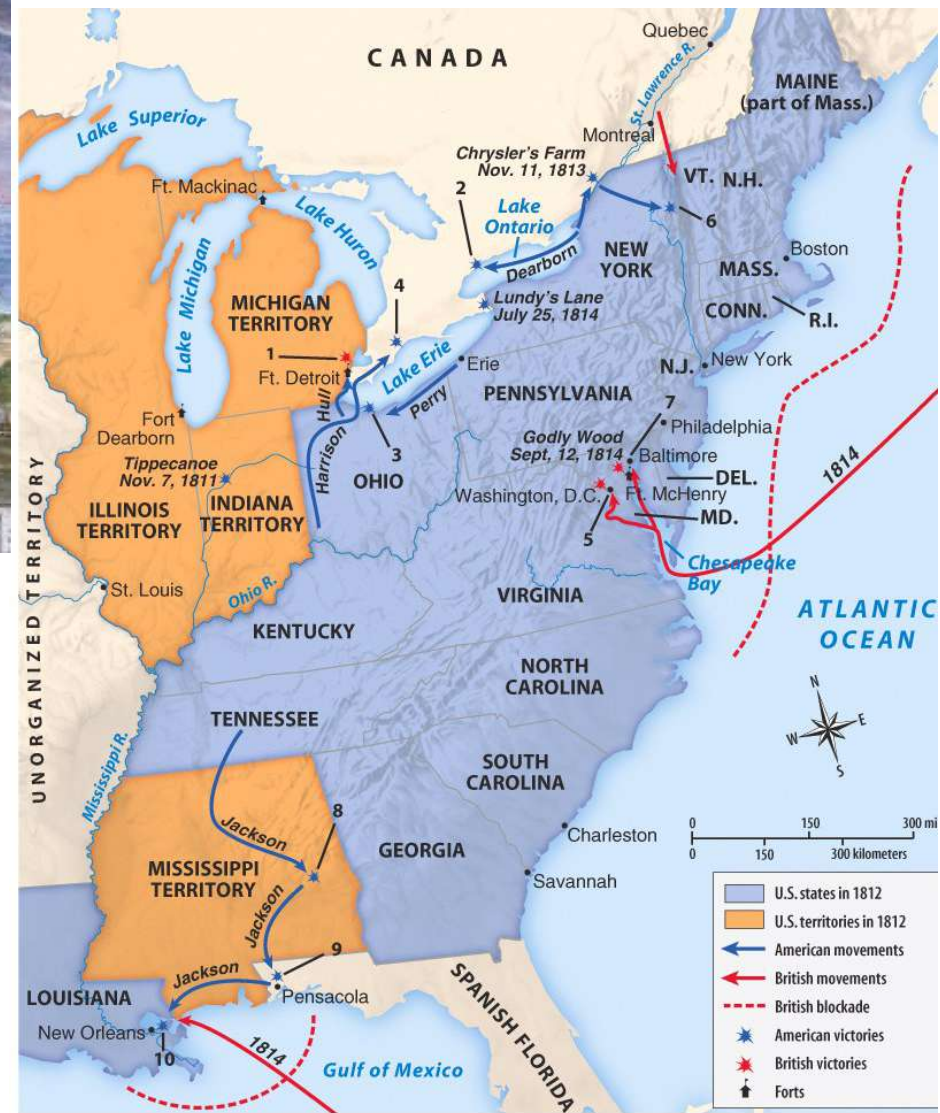 CANADA
Quebec
St. Lawrence R.
MAINE
(part of Mass.)
Lake Superior
Montreal
Chrysler's Farm
Nov. 11, 1813
Ft. Mackinac
VT.
N.H.
2
Lake Huron
Lake
Ontario
6
Lake Michigan
Dearborn
NEW
YORK
Boston
MASS.
4
MICHIGAN
TERRITORY
Lundy's Lane
July 25, 1814
CONN.
R.I.
1
Ft. Detroit
Lake Erie
Erie
N.J.
New York
Hull
Perry
PENNSYLVANIA
7
Fort
Dearborn
Harrison
3
Godly Wood
Sept, 12, 1814
Philadelphia
Baltimore
1814
Tippecanoe
Nov. 7, 1811
OHIO
DEL.
Washington, D.C.
Ft. McHenry
ILLINOIS
TERRITORY
INDIANA
TERRITORY
5
MD.
Chesapeake
Bay
UNORGANIZED TERRITORY
St. Louis
Ohio R.
VIRGINIA
ATLANTIC
OCEAN
KENTUCKY
NORTH
CAROLINA
N
W
E
S
TENNESSEE
Mississippi R.
SOUTH
CAROLINA
8
Jackson
0 150 300 mi
0 150 300 kilometers
Charleston
GEORGIA
MISSISSIPPI
TERRITORY
Savannah
Jackson
U.S. states in 1812
U.S. territories in 1812
American movements
British movements
British blockade
American victories
British victories
Forts
9
Jackson
Pensacola
SPANISH FLORIDA
LOUISIANA
New Orleans
10
1814
Gulf of Mexico